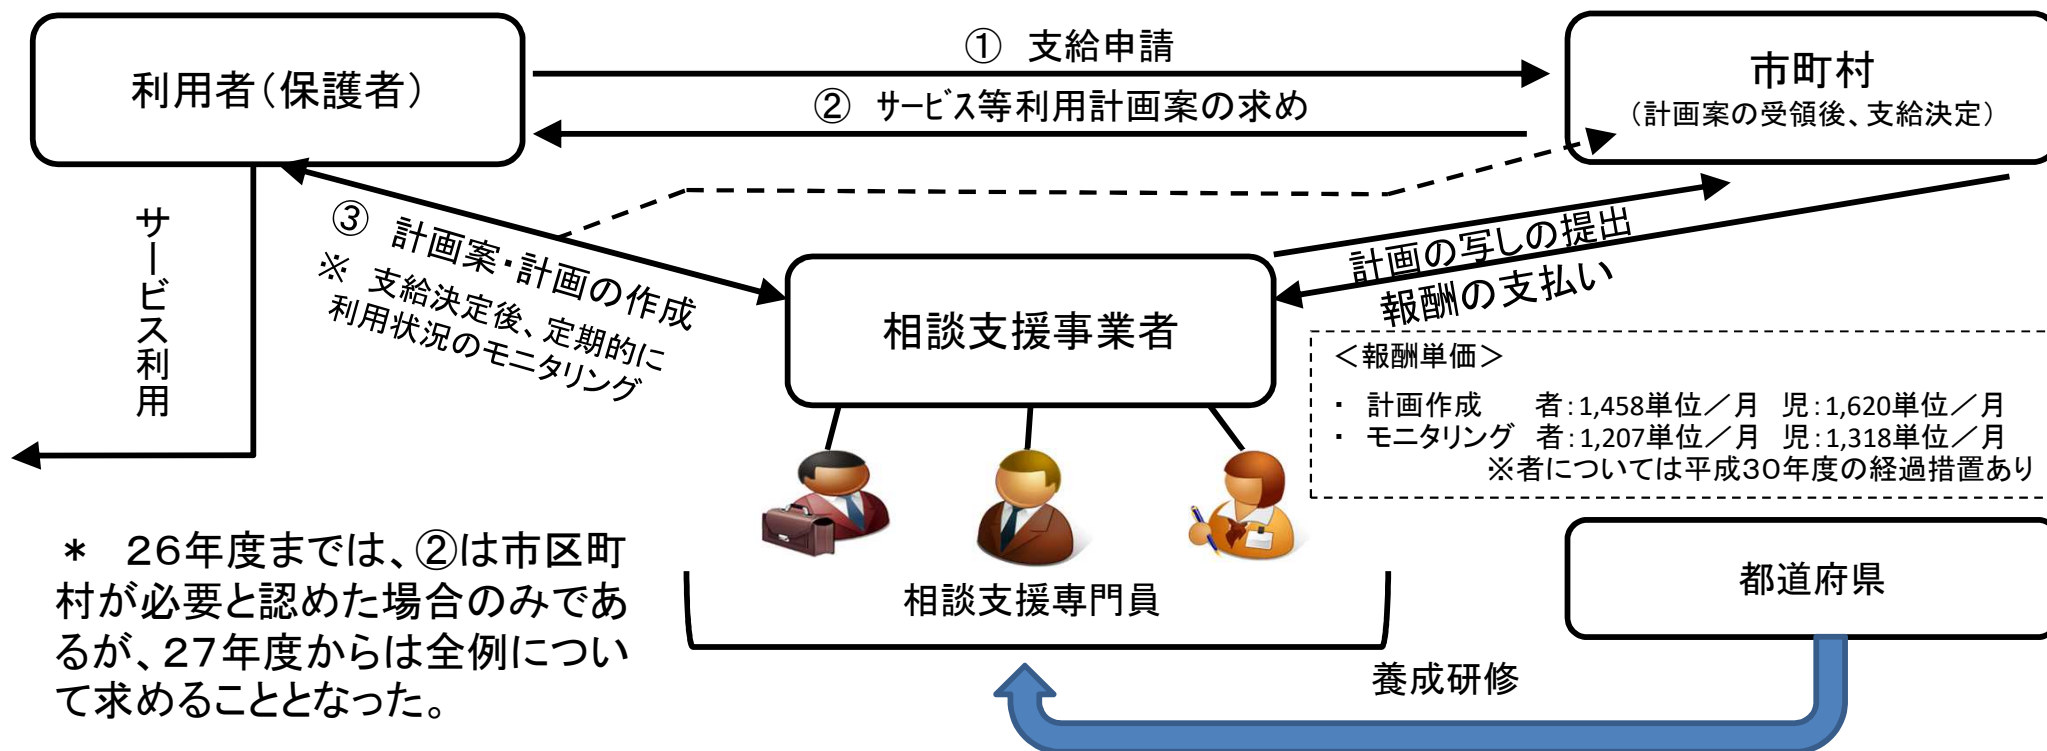 利用者(保護者)
① 支給申請
② サービス等利用計画案の求め
市町村
(計画案の受領後、支給決定)
サービス利用
③ 計画案・計画の作成
※ 支給決定後、定期的に
利用状況のモニタリング
計画の写しの提出
報酬の支払い
相談支援事業者
<報酬単価>
・ 計画作成 者:1,458単位/月 児:1,620単位/月
・ モニタリング 者:1,207単位/月 児:1,318単位/月
※者については平成30年度の経過措置あり
相談支援専門員
都道府県
養成研修
* 26年度までは、②は市区町
村が必要と認めた場合のみであ
るが、27年度からは全例につい
て求めることとなった。